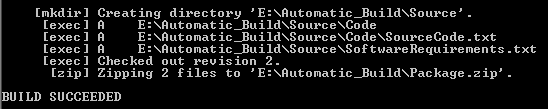 [mkdir] Creating directory 'E:\Automatic_Build\Source'.
[exec] A    E:\Automatic_Build\Source\Code
[exec] A    E:\Automatic_Build\Source\Code\SourceCode.txt
[exec] A    E:\Automatic_Build\Source\SoftwareRequirements.txt
[exec] Checked out revision 2.
[zip] Zipping 2 files to 'E:\Automatic_Build\Package.zip'.
BUILD SUCCEEDED